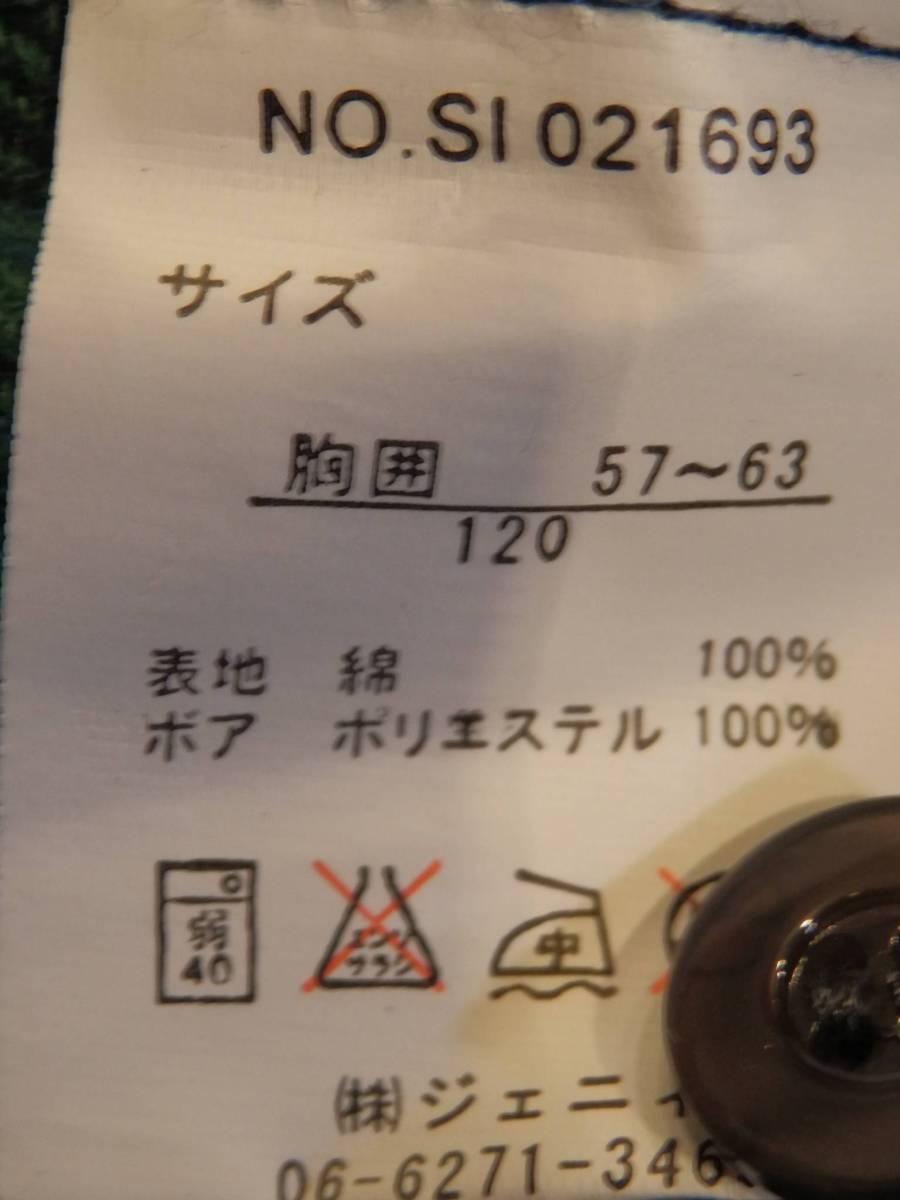 NO.SI021693
サイズ
胸囲 57～63
120
表地 綿 100%
ボア ポリエステル 100%
弱 40
エンソ サラシ
中
㈱ジェニィ
06-6271-346